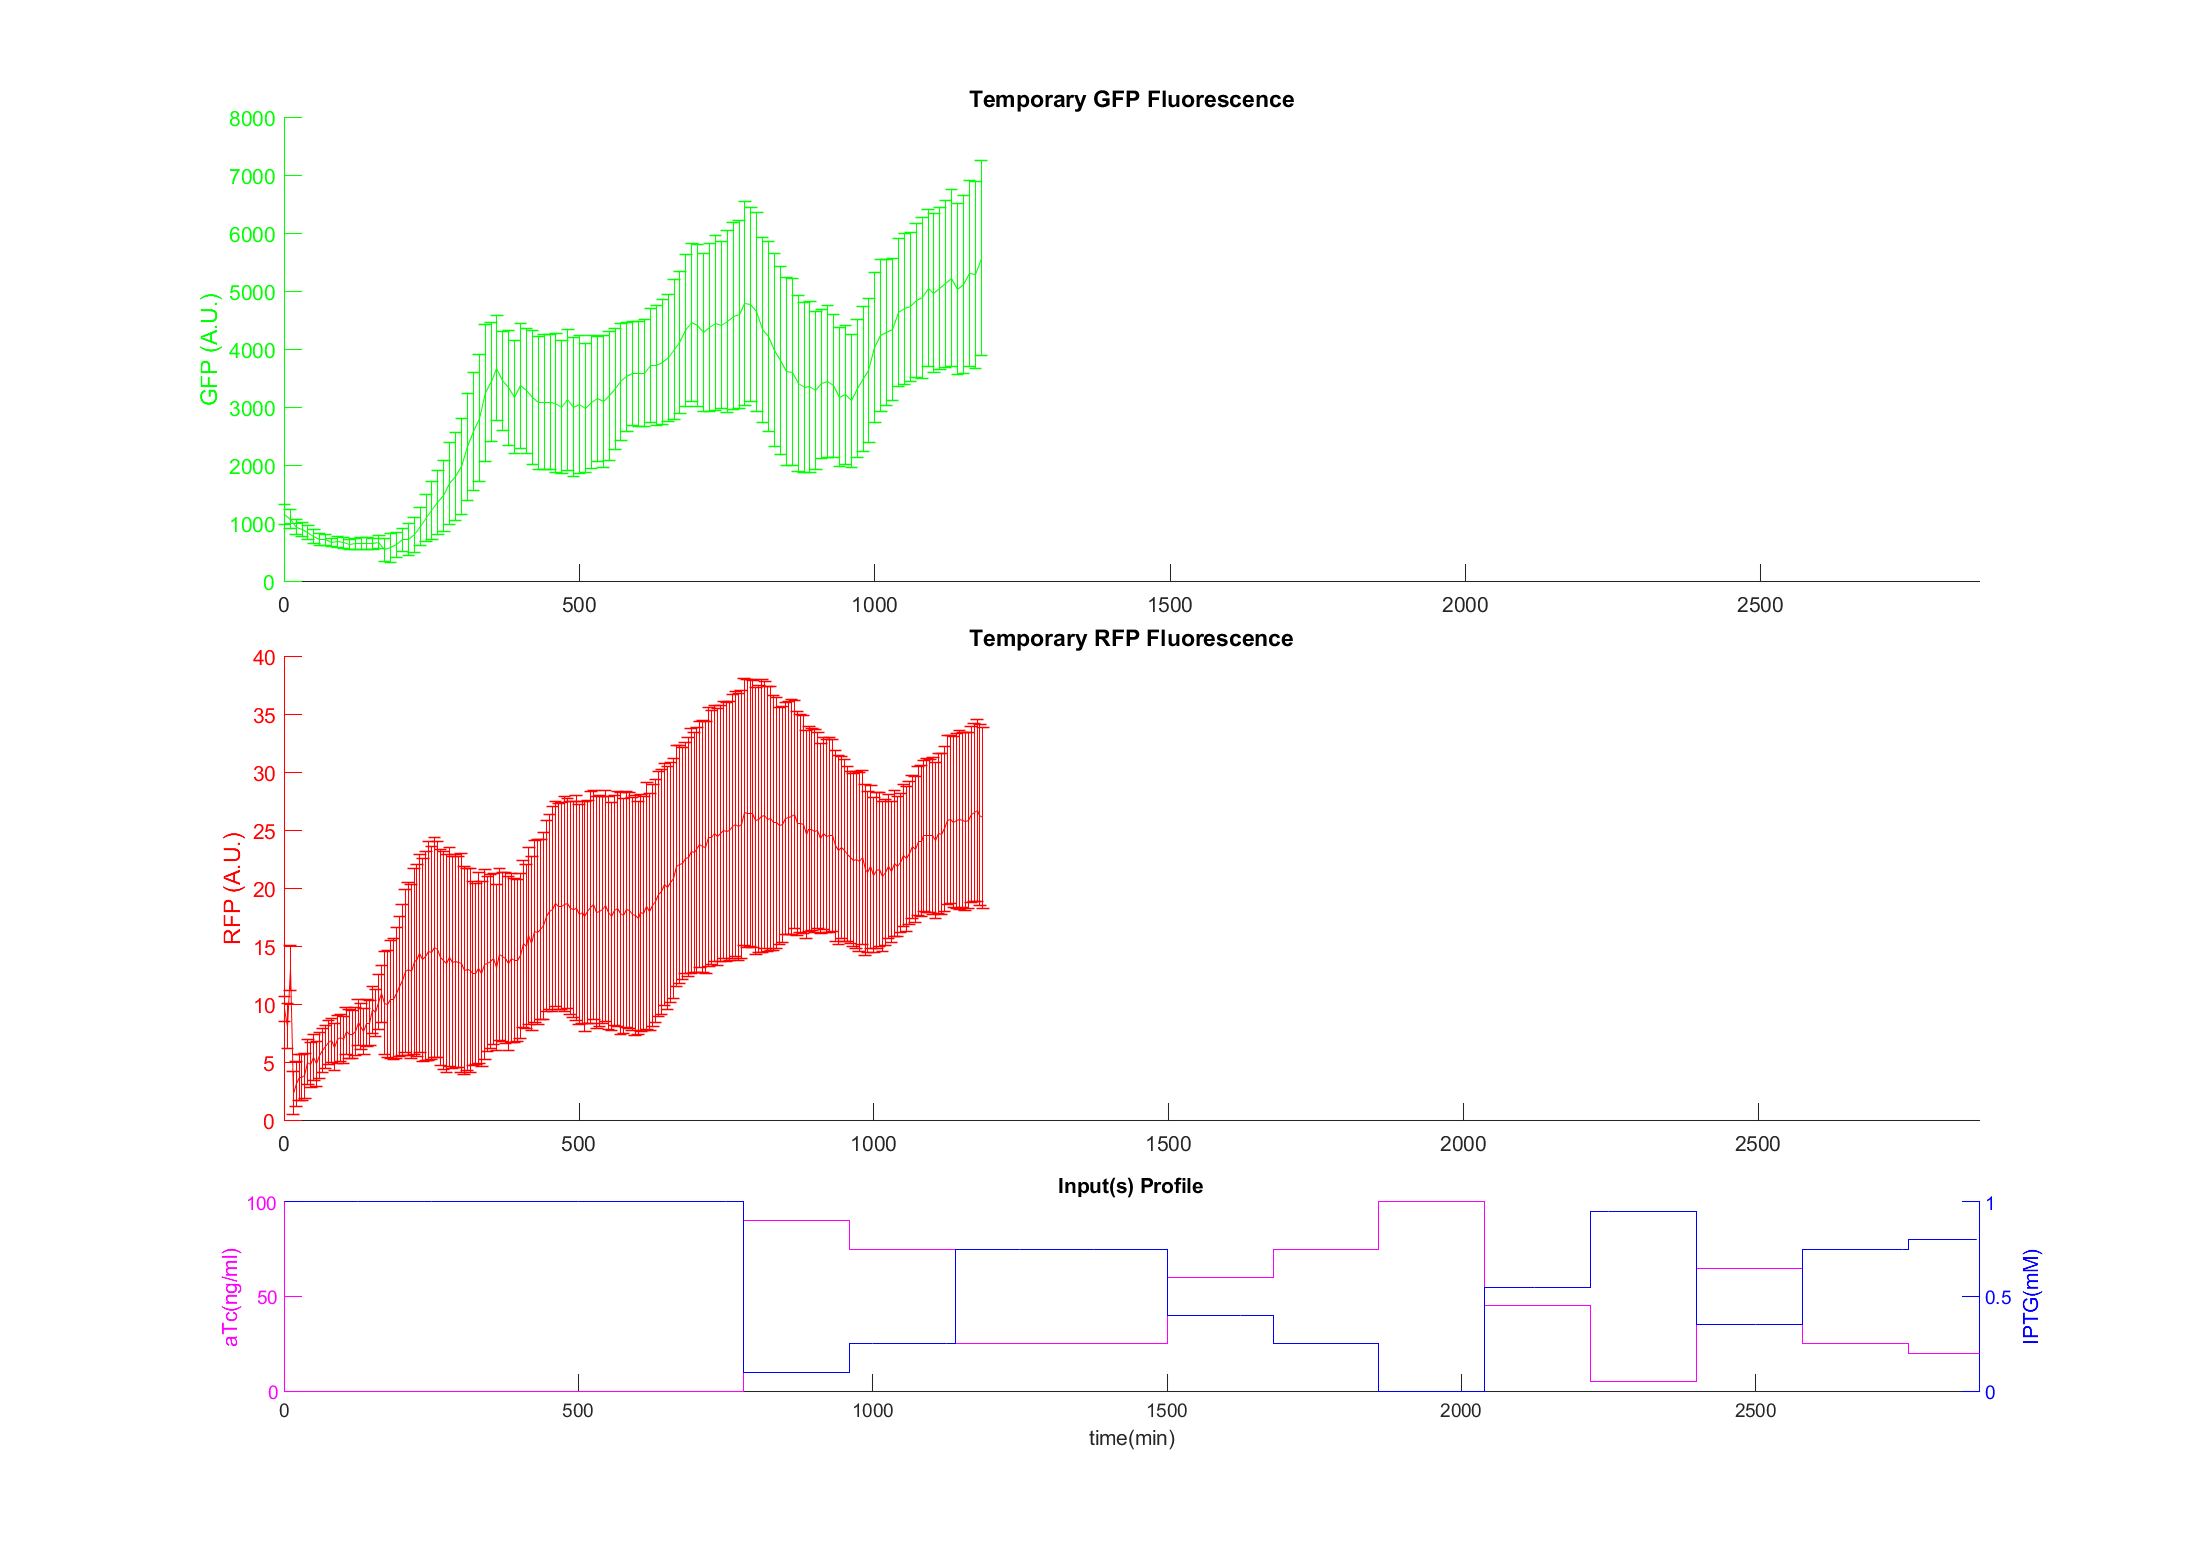 Temporary GFP Fluorescence
8000
7000
6000
5000
4000
3000
2000
1000
0
GFP (A.U.)
0 500 1000 1500 2000 2500
Temporary RFP Fluorescence
40
35
30
25
20
15
10
5
0
RFP (A.U.)
0 500 1000 1500 2000 2500
Input(s) Profile
100
50
0
aTc(ng/ml)
1
0.5
0
IPTG(mM)
0 500 1000 1500 2000 2500
time(min)